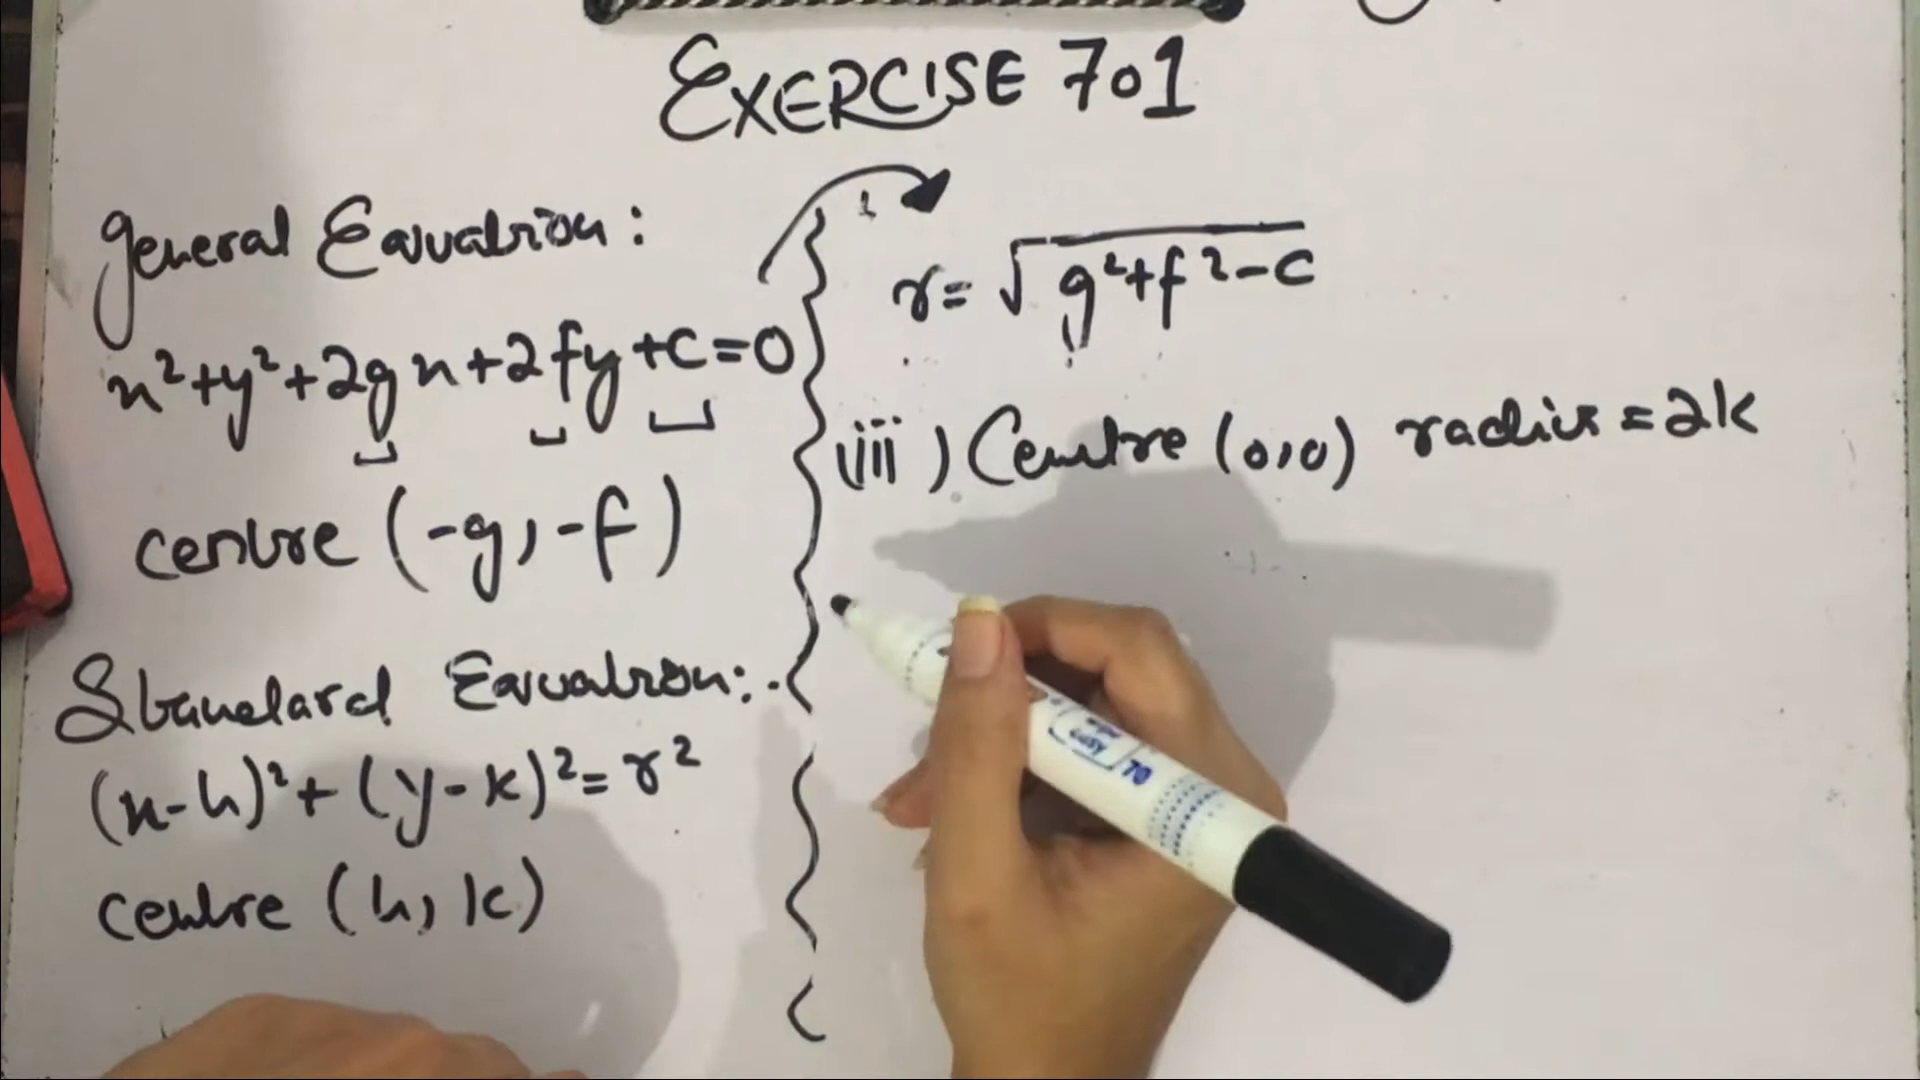 EXERCISE 7.1
General Equation:
x²+y²+2gx+2fy+c=0
centre (-g, -f)
Standard Equation:
(x-h)²+(y-k)²=r²
centre (h, k)
r=√g²+f²-c
(iii) Centre (0,0) radius=2k
70